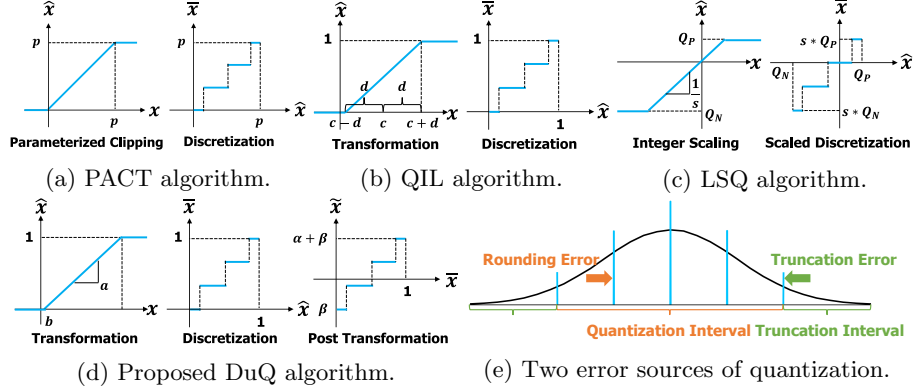 x̂ x̄ x̂ x̄ x̂ x̄
p p 1 1 Q_P s * Q_P
d d x x̂
Q_N Q_P
1/s
p x p x̂ c − d c c + d x 1 x̂ Q_N s * Q_N
Parameterized Clipping Discretization Transformation Discretization Integer Scaling Scaled Discretization
(a) PACT algorithm. (b) QIL algorithm. (c) LSQ algorithm.
x̂ x̄ x̃
1 1 α + β
a 1 x̄
b x 1 x̂ β
Transformation Discretization Post Transformation
(d) Proposed DuQ algorithm.
Rounding Error Truncation Error
Quantization Interval Truncation Interval
(e) Two error sources of quantization.